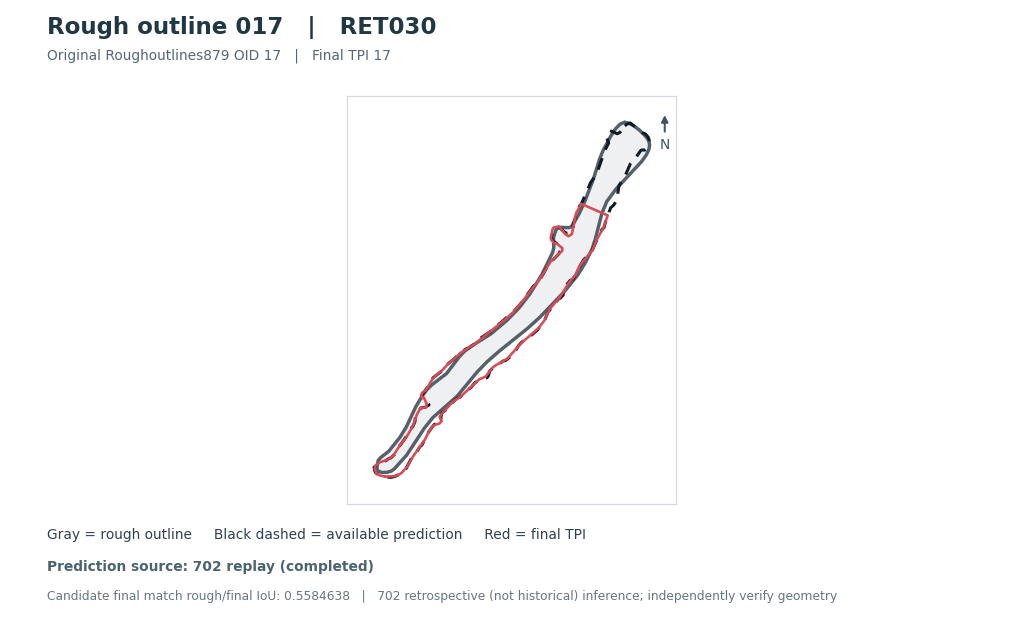 Rough outline 017   |   RET030
Original Roughoutlines879 OID 17   |   Final TPI 17
N
Gray = rough outline     Black dashed = available prediction     Red = final TPI
Prediction source: 702 replay (completed)
Candidate final match rough/final IoU: 0.5584638   |   702 retrospective (not historical) inference; independently verify geometry